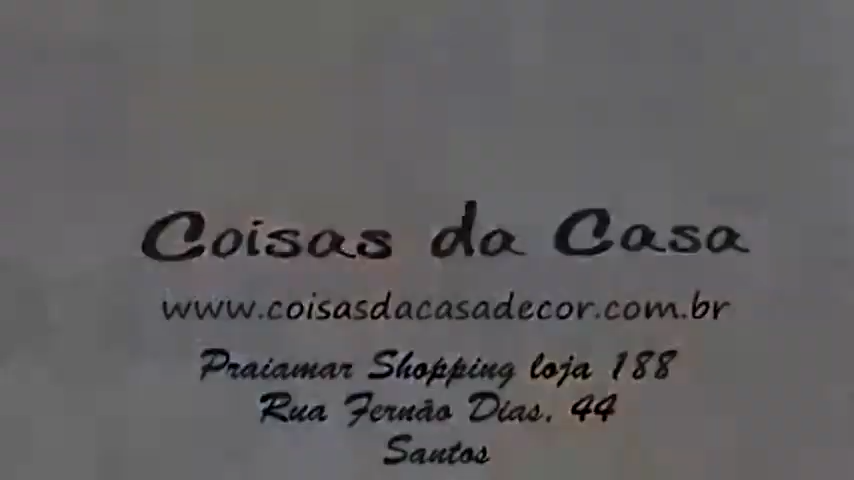 Coisas da Casa
www.coisasdacasadecor.com.br
Praiamar Shopping loja 188
Rua Fernão Dias, 44
Santos